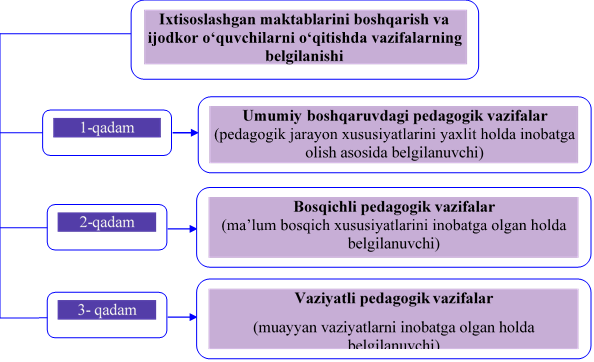 Ixtisoslashgan maktablarini boshqarish va
ijodkor o‘quvchilarni o‘qitishda vazifalarning
belgilanishi
1-qadam
Umumiy boshqaruvdagi pedagogik vazifalar
(pedagogik jarayon xususiyatlarini yaxlit holda inobatga
olish asosida belgilanuvchi)
2-qadam
Bosqichli pedagogik vazifalar
(ma’lum bosqich xususiyatlarini inobatga olgan holda
belgilanuvchi)
3- qadam
Vaziyatli pedagogik vazifalar
(muayyan vaziyatlarni inobatga olgan holda
belgilanuvchi)